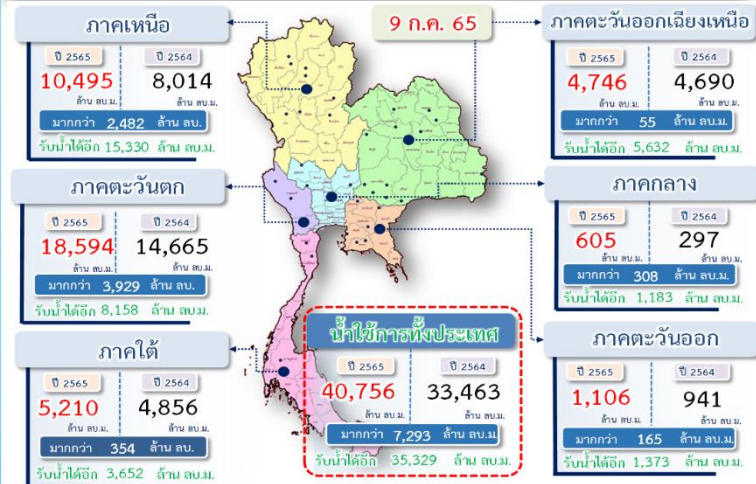 9 ก.ค. 65
ภาคเหนือ
ปี 2565 ปี 2564
10,495 8,014
ล้าน ลบ.ม. ล้าน ลบ.ม.
มากกว่า 2,482 ล้าน ลบ.
รับน้ำได้อีก 15,330 ล้าน ลบ.ม.
ภาคตะวันออกเฉียงเหนือ
ปี 2565 ปี 2564
4,746 4,690
ล้าน ลบ.ม. ล้าน ลบ.ม.
มากกว่า 55 ล้าน ลบ.ม.
รับน้ำได้อีก 5,632 ล้าน ลบ.ม.
ภาคตะวันตก
ปี 2565 ปี 2564
18,594 14,665
ล้าน ลบ.ม. ล้าน ลบ.ม.
มากกว่า 3,929 ล้าน ลบ.
รับน้ำได้อีก 8,158 ล้าน ลบ.ม.
ภาคกลาง
ปี 2565 ปี 2564
605 297
ล้าน ลบ.ม. ล้าน ลบ.ม.
มากกว่า 308 ล้าน ลบ.ม.
รับน้ำได้อีก 1,183 ล้าน ลบ.ม.
ภาคใต้
ปี 2565 ปี 2564
5,210 4,856
ล้าน ลบ.ม. ล้าน ลบ.ม.
มากกว่า 354 ล้าน ลบ.ม.
รับน้ำได้อีก 3,652 ล้าน ลบ.ม.
น้ำใช้การทั้งประเทศ
ปี 2565 ปี 2564
40,756 33,463
ล้าน ลบ.ม. ล้าน ลบ.ม.
มากกว่า 7,293 ล้าน ลบ.ม.
รับน้ำได้อีก 35,329 ล้าน ลบ.ม.
ภาคตะวันออก
ปี 2565 ปี 2564
1,106 941
ล้าน ลบ.ม. ล้าน ลบ.ม.
มากกว่า 165 ล้าน ลบ.ม.
รับน้ำได้อีก 1,373 ล้าน ลบ.ม.